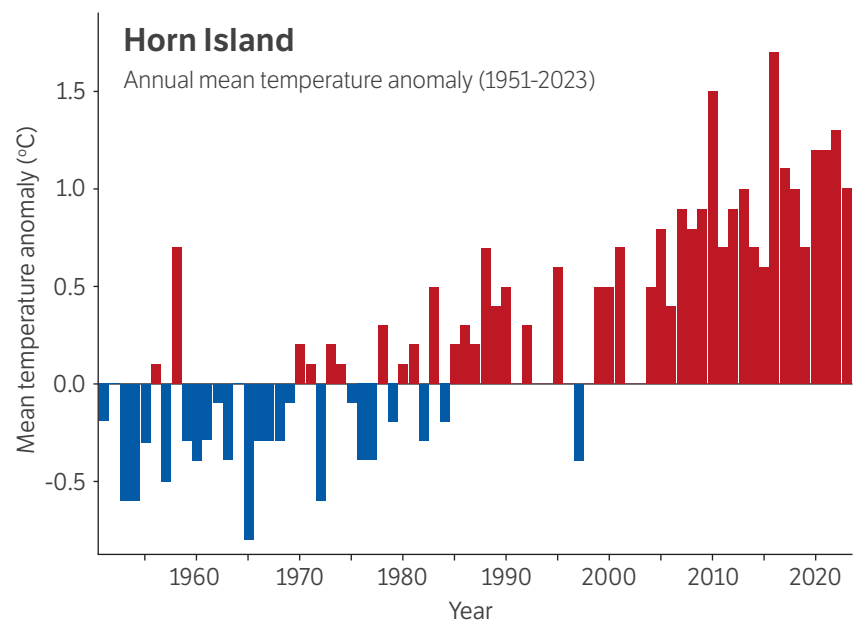 Horn Island
Annual mean temperature anomaly (1951-2023)
Mean temperature anomaly (ºC)
1.5
1.0
0.5
0.0
-0.5
1960 1970 1980 1990 2000 2010 2020
Year